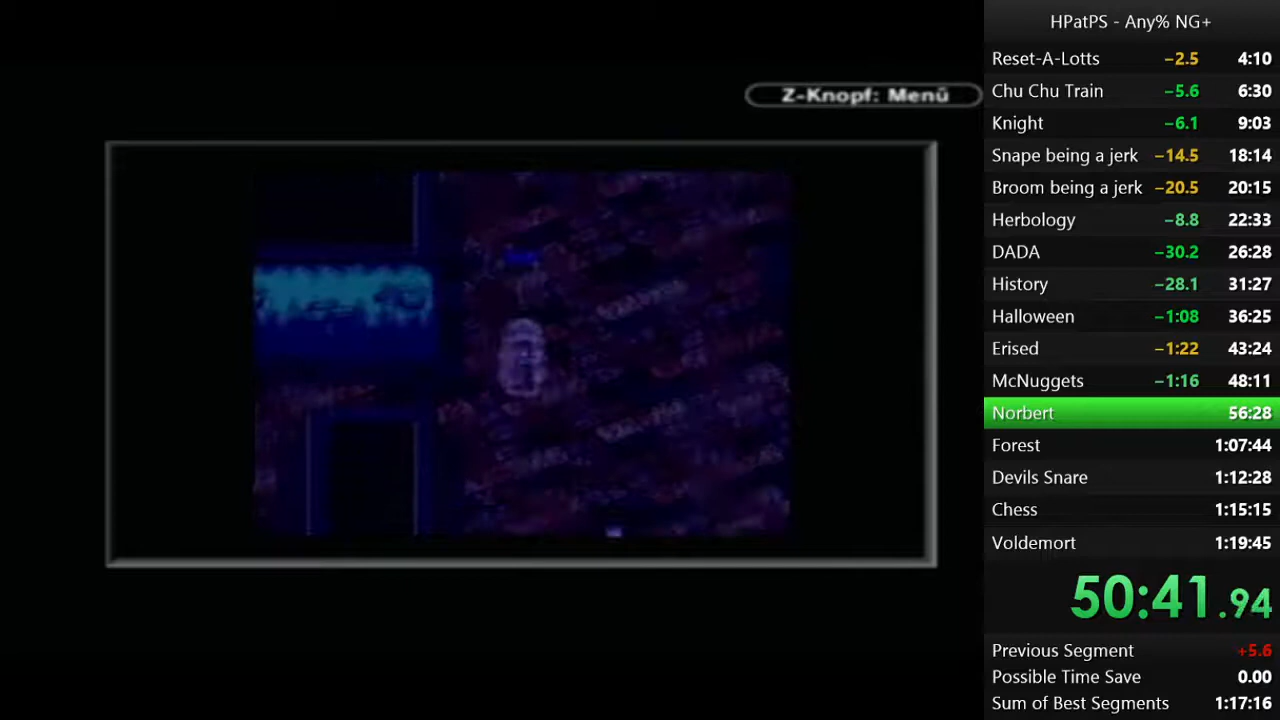 Z-Knopf: Menü
HPatPS - Any% NG+
Reset-A-Lotts −2.5 4:10
Chu Chu Train −5.6 6:30
Knight −6.1 9:03
Snape being a jerk −14.5 18:14
Broom being a jerk −20.5 20:15
Herbology −8.8 22:33
DADA −30.2 26:28
History −28.1 31:27
Halloween −1:08 36:25
Erised −1:22 43:24
McNuggets −1:16 48:11
Norbert 56:28
Forest 1:07:44
Devils Snare 1:12:28
Chess 1:15:15
Voldemort 1:19:45
50:41.94
Previous Segment +5.6
Possible Time Save 0.00
Sum of Best Segments 1:17:16